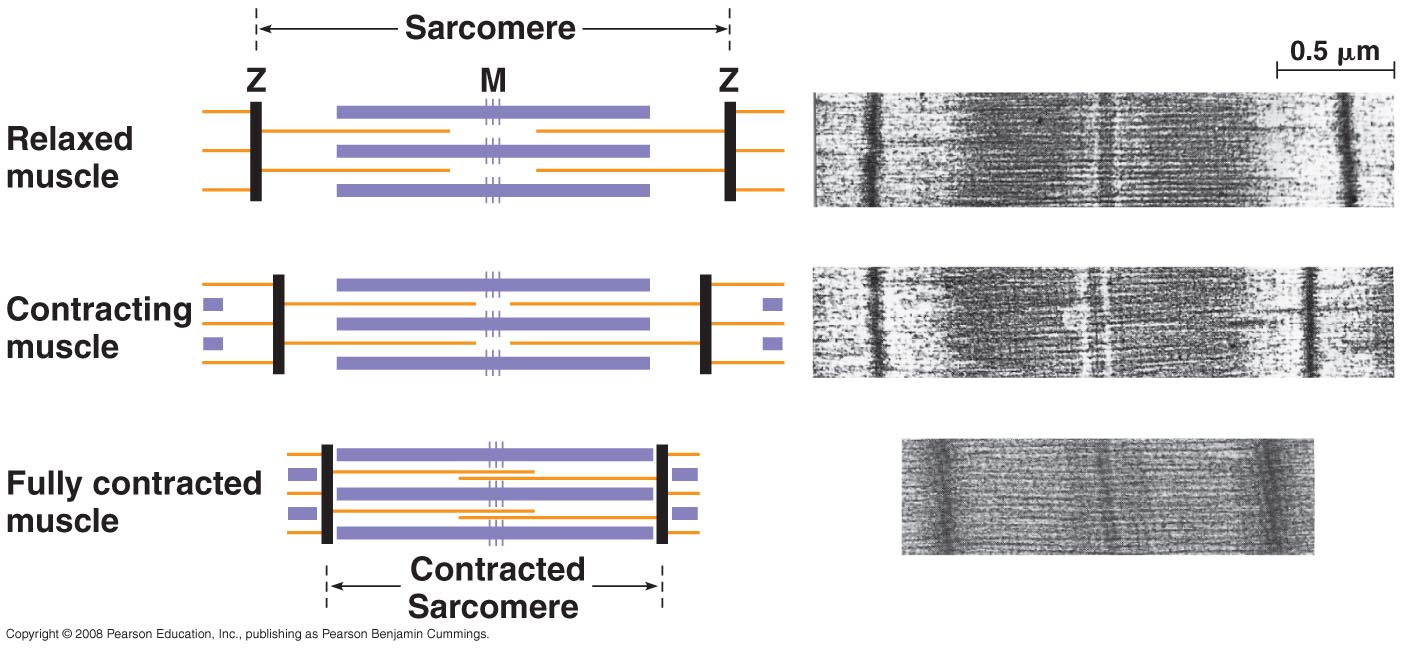 Sarcomere
0.5 μm
Z
M
Z
Relaxed
muscle
Contracting
muscle
Fully contracted
muscle
Contracted
Sarcomere
Copyright © 2008 Pearson Education, Inc., publishing as Pearson Benjamin Cummings.